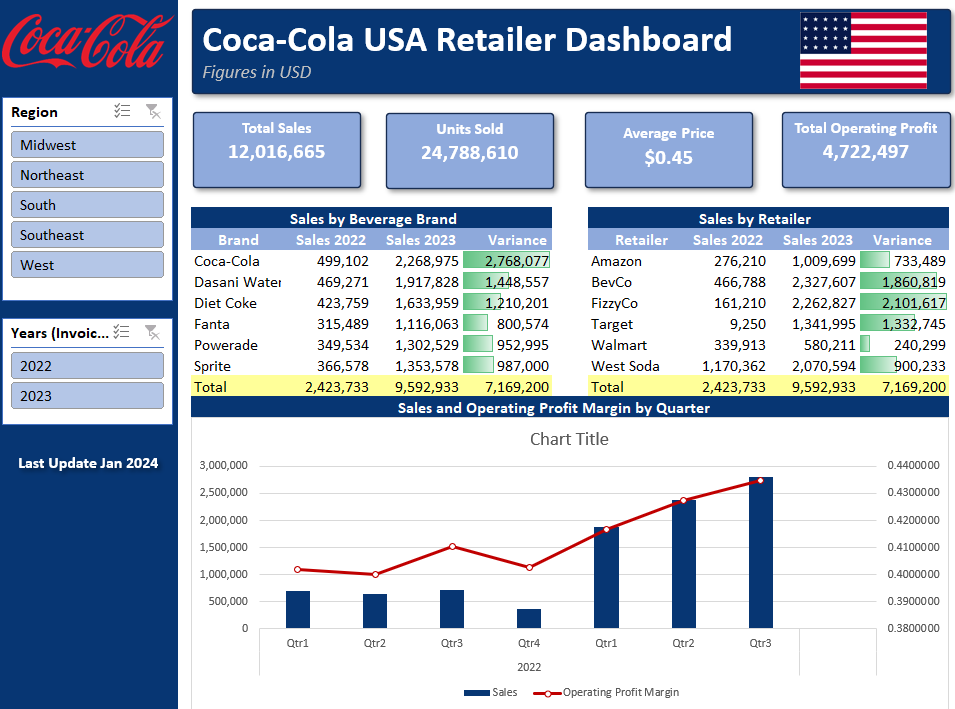 Coca-Cola
Coca-Cola USA Retailer Dashboard
Figures in USD
Region
Midwest
Northeast
South
Southeast
West
Years (Invoic...
2022
2023
Last Update Jan 2024
Total Sales
12,016,665
Units Sold
24,788,610
Average Price
$0.45
Total Operating Profit
4,722,497
Sales by Beverage Brand
Brand Sales 2022 Sales 2023 Variance
Coca-Cola 499,102 2,268,975 2,768,077
Dasani Water 469,271 1,917,828 1,448,557
Diet Coke 423,759 1,633,959 1,210,201
Fanta 315,489 1,116,063 800,574
Powerade 349,534 1,302,529 952,995
Sprite 366,578 1,353,578 987,000
Total 2,423,733 9,592,933 7,169,200
Sales by Retailer
Retailer Sales 2022 Sales 2023 Variance
Amazon 276,210 1,009,699 733,489
BevCo 466,788 2,327,607 1,860,819
FizzyCo 161,210 2,262,827 2,101,617
Target 9,250 1,341,995 1,332,745
Walmart 339,913 580,211 240,299
West Soda 1,170,362 2,070,594 900,233
Total 2,423,733 9,592,933 7,169,200
Sales and Operating Profit Margin by Quarter
Chart Title
3,000,000 0.4400000
2,500,000 0.4300000
2,000,000 0.4200000
1,500,000 0.4100000
1,000,000 0.4000000
500,000 0.3900000
0 0.3800000
Qtr1 Qtr2 Qtr3 Qtr4 Qtr1 Qtr2 Qtr3
2022
Sales Operating Profit Margin